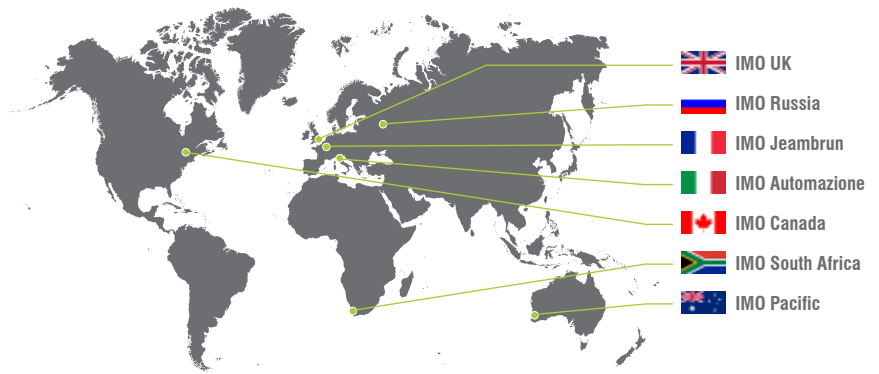 IMO UK
IMO Russia
IMO Jeambrun
IMO Automazione
IMO Canada
IMO South Africa
IMO Pacific